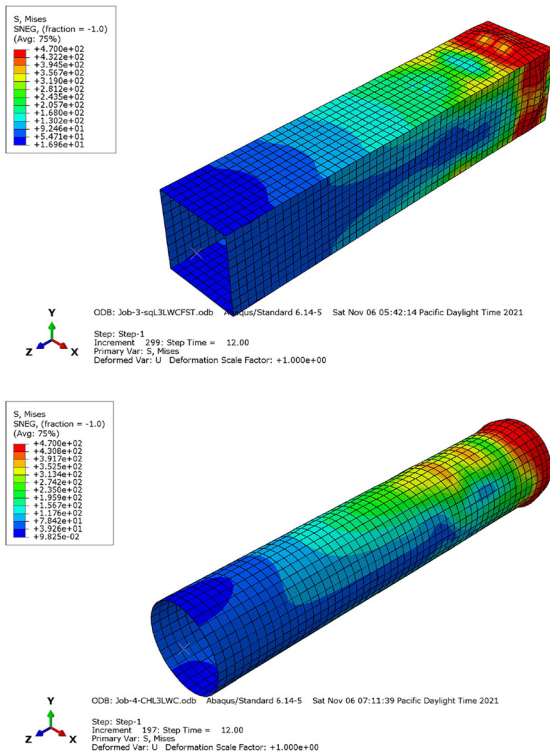 S, Mises
SNEG, (fraction = -1.0)
(Avg: 75%)
+4.700e+02
+4.322e+02
+3.945e+02
+3.567e+02
+3.190e+02
+2.812e+02
+2.435e+02
+2.057e+02
+1.680e+02
+1.302e+02
+9.246e+01
+5.471e+01
+1.696e+01
Y
Z
X
ODB: Job-3-sqL3LWCFST.odb Abaqus/Standard 6.14-5 Sat Nov 06 05:42:14 Pacific Daylight Time 2021
Step: Step-1
Increment 299: Step Time = 12.00
Primary Var: S, Mises
Deformed Var: U Deformation Scale Factor: +1.000e+00
S, Mises
SNEG, (fraction = -1.0)
(Avg: 75%)
+4.700e+02
+4.308e+02
+3.917e+02
+3.525e+02
+3.134e+02
+2.742e+02
+2.350e+02
+1.959e+02
+1.567e+02
+1.176e+02
+7.842e+01
+3.926e+01
+9.825e-02
Y
Z
X
ODB: Job-4-CHL3LWC.odb Abaqus/Standard 6.14-5 Sat Nov 06 07:11:39 Pacific Daylight Time 2021
Step: Step-1
Increment 197: Step Time = 12.00
Primary Var: S, Mises
Deformed Var: U Deformation Scale Factor: +1.000e+00